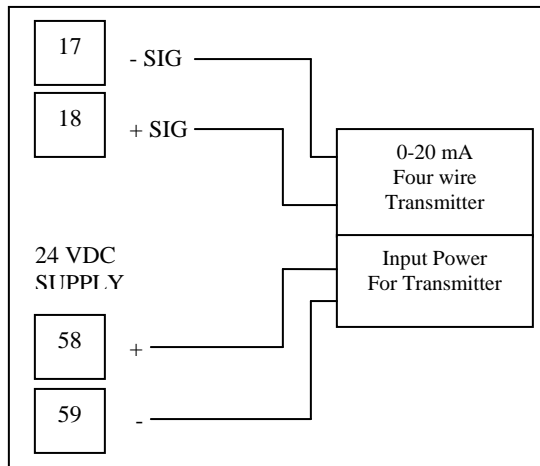 17
- SIG
18
+ SIG
0-20 mA
Four wire
Transmitter
24 VDC
SUPPLY
Input Power
For Transmitter
58
+
59
-